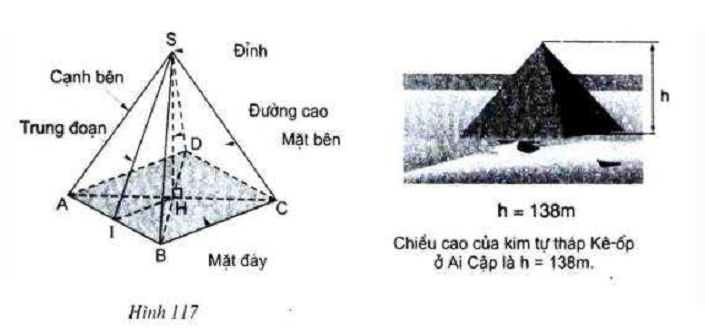 S
Đỉnh
Cạnh bên
Trung đoạn
Đường cao
Mặt bên
D
A
H
C
I
B
Mặt đáy
Hình 117
h
h = 138m
Chiều cao của kim tự tháp Kê-ốp
ở Ai Cập là h = 138m.